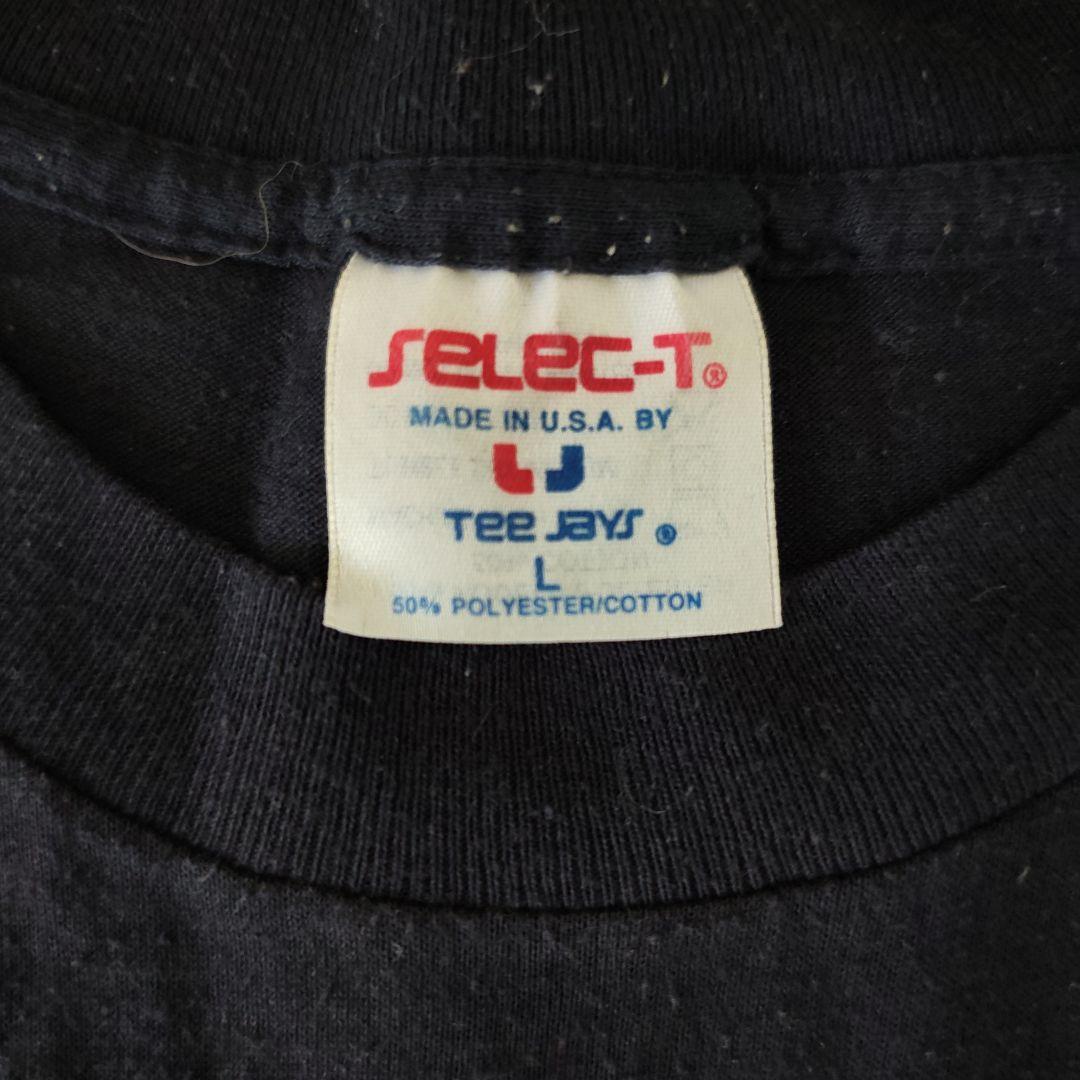 SELEC-T®
MADE IN U.S.A. BY
TEE JAYS ®
L
50% POLYESTER/COTTON